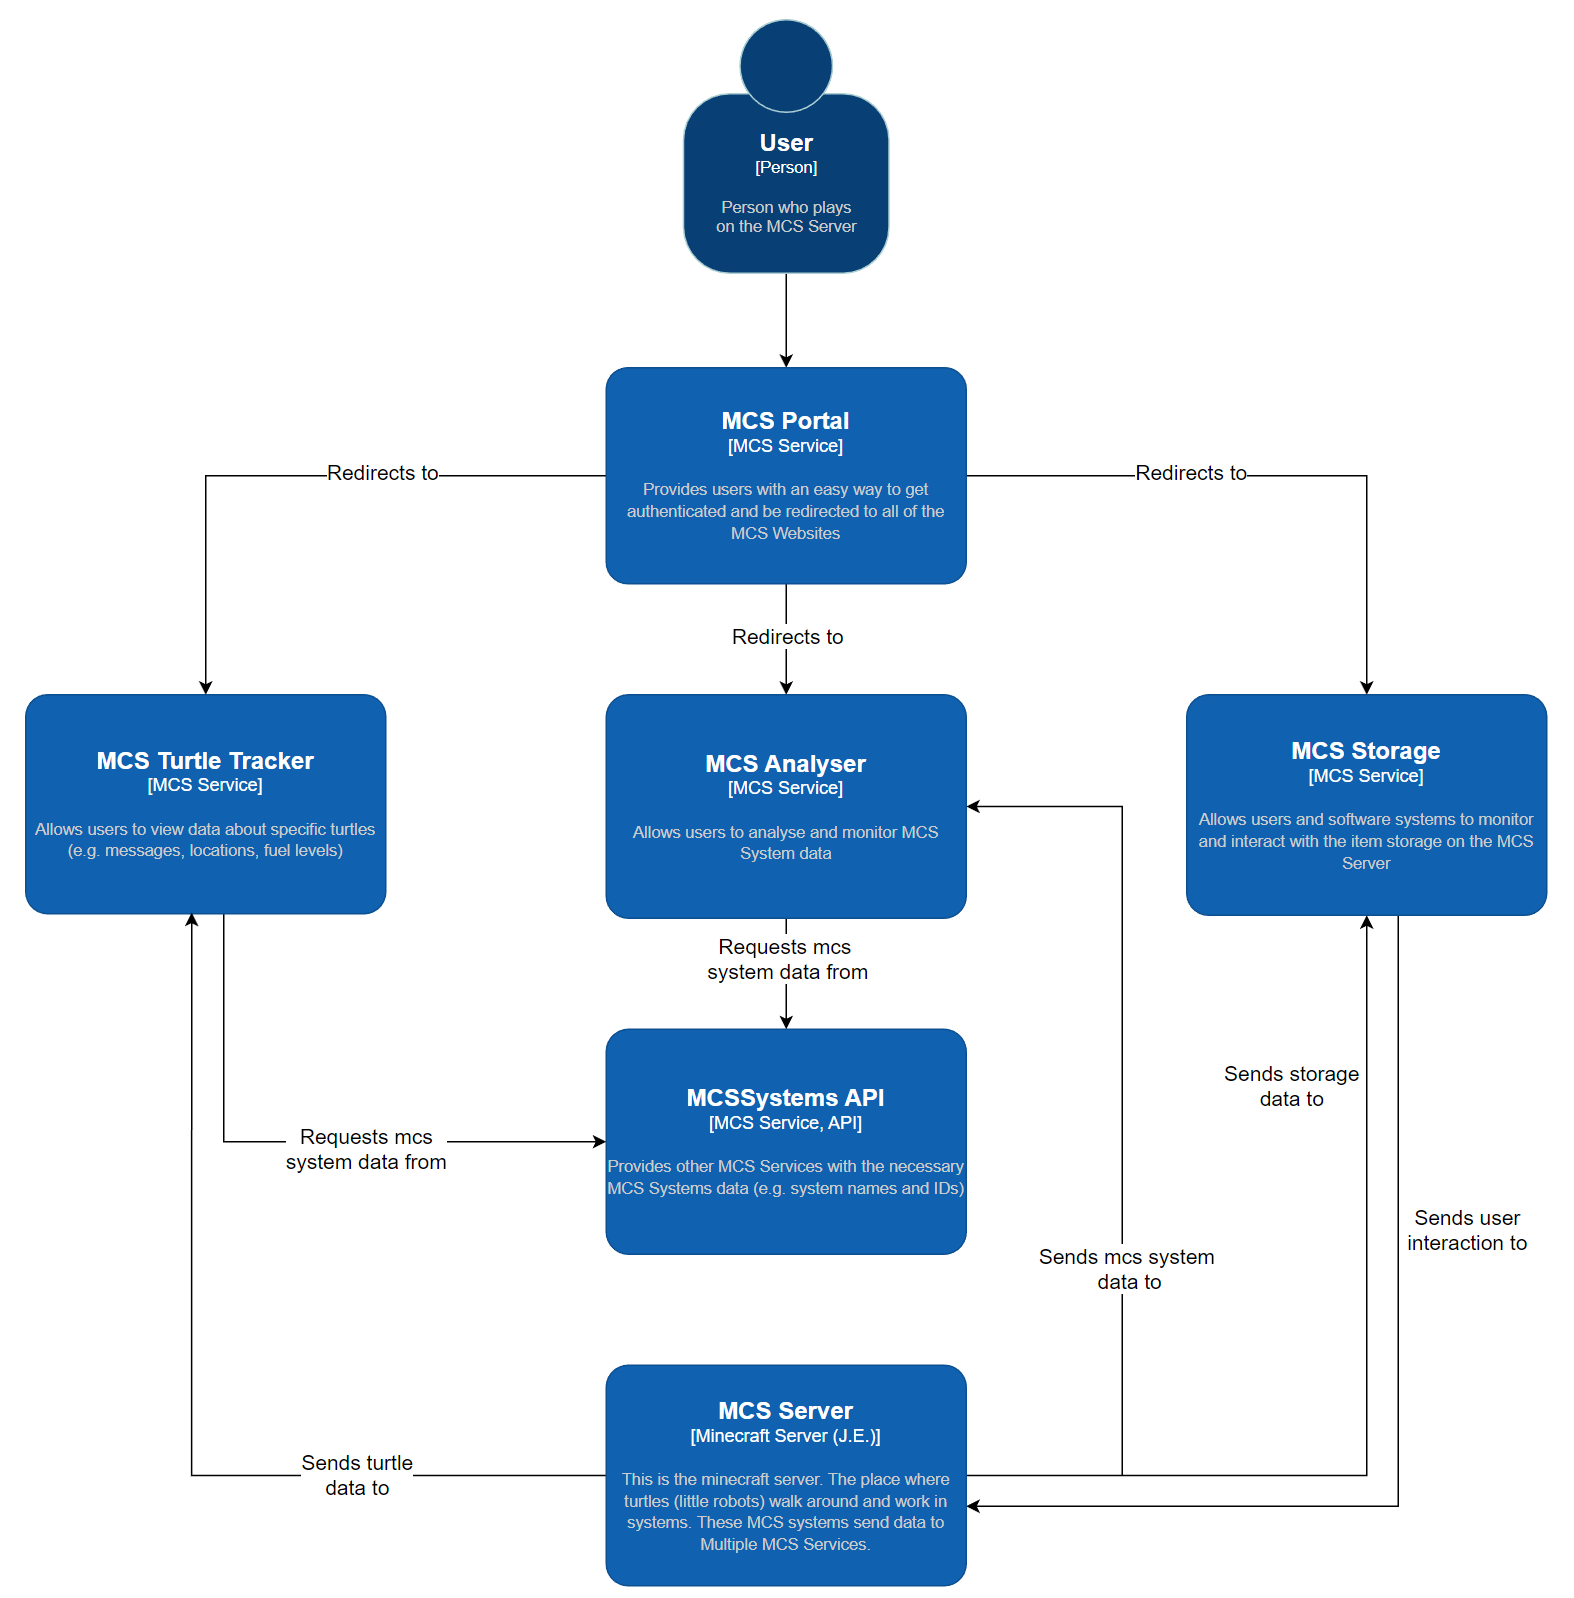 User
[Person]
Person who plays
on the MCS Server
MCS Portal
[MCS Service]
Provides users with an easy way to get
authenticated and be redirected to all of the
MCS Websites
Redirects to
Redirects to
Redirects to
MCS Turtle Tracker
[MCS Service]
Allows users to view data about specific turtles
(e.g. messages, locations, fuel levels)
MCS Analyser
[MCS Service]
Allows users to analyse and monitor MCS
System data
MCS Storage
[MCS Service]
Allows users and software systems to monitor
and interact with the item storage on the MCS
Server
Requests mcs
system data from
Sends storage
data to
MCSSystems API
[MCS Service, API]
Provides other MCS Services with the necessary
MCS Systems data (e.g. system names and IDs)
Requests mcs
system data from
Sends user
interaction to
Sends mcs system
data to
MCS Server
[Minecraft Server (J.E.)]
This is the minecraft server. The place where
turtles (little robots) walk around and work in
systems. These MCS systems send data to
Multiple MCS Services.
Sends turtle
data to